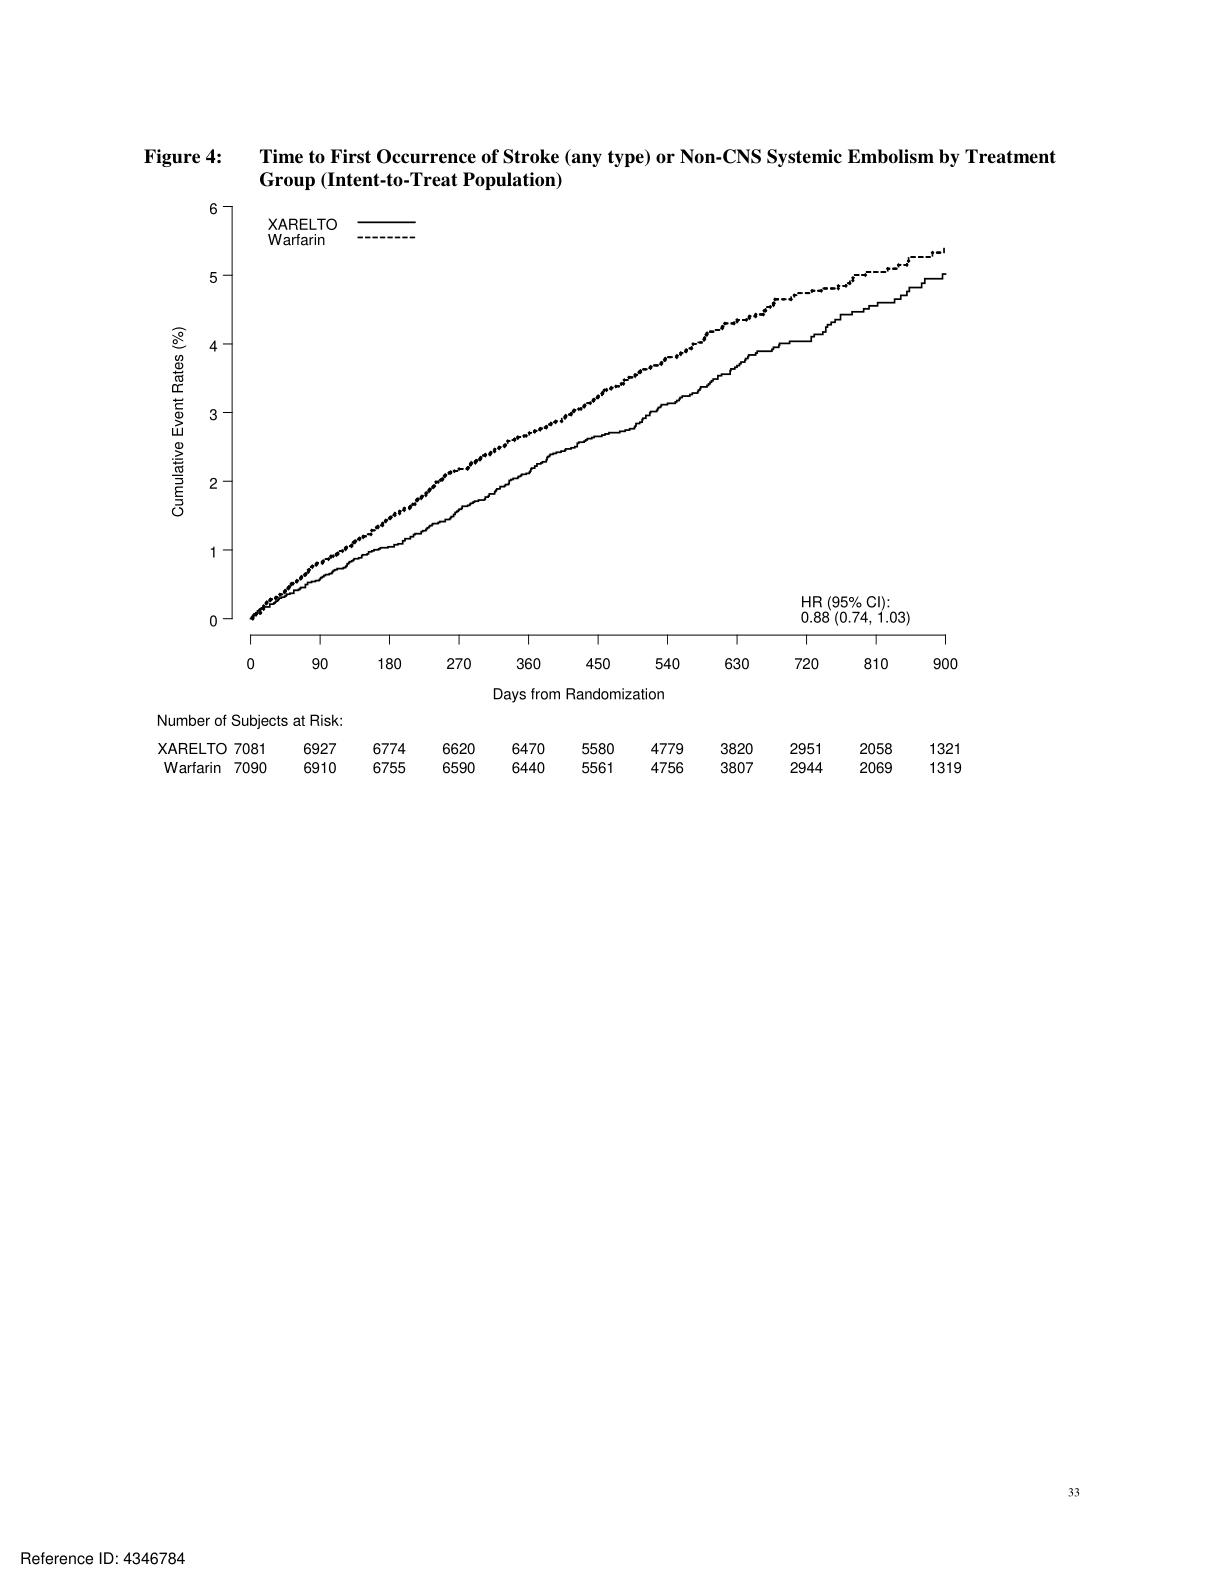 Figure 4: Time to First Occurrence of Stroke (any type) or Non-CNS Systemic Embolism by Treatment
Group (Intent-to-Treat Population)
6
XARELTO
Warfarin
5
4
3
2
1
0
Cumulative Event Rates (%)
HR (95% CI):
0.88 (0.74, 1.03)
0 90 180 270 360 450 540 630 720 810 900
Days from Randomization
Number of Subjects at Risk:
XARELTO 7081 6927 6774 6620 6470 5580 4779 3820 2951 2058 1321
Warfarin 7090 6910 6755 6590 6440 5561 4756 3807 2944 2069 1319
33
Reference ID: 4346784